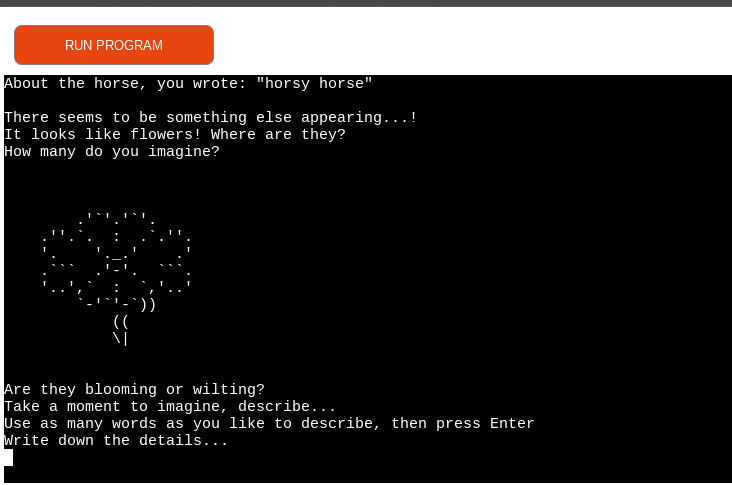 RUN PROGRAM
About the horse, you wrote: "horsy horse"
There seems to be something else appearing...!
It looks like flowers! Where are they?
How many do you imagine?
        .'`'.'`'.
    .''.`.  :  .`.''.
    '.    '._.'    .'
    .```  .'-'.  ```.
    '..',`  :  `,'..'
        `-'`'-`))
            ((
            \|
Are they blooming or wilting?
Take a moment to imagine, describe...
Use as many words as you like to describe, then press Enter
Write down the details...